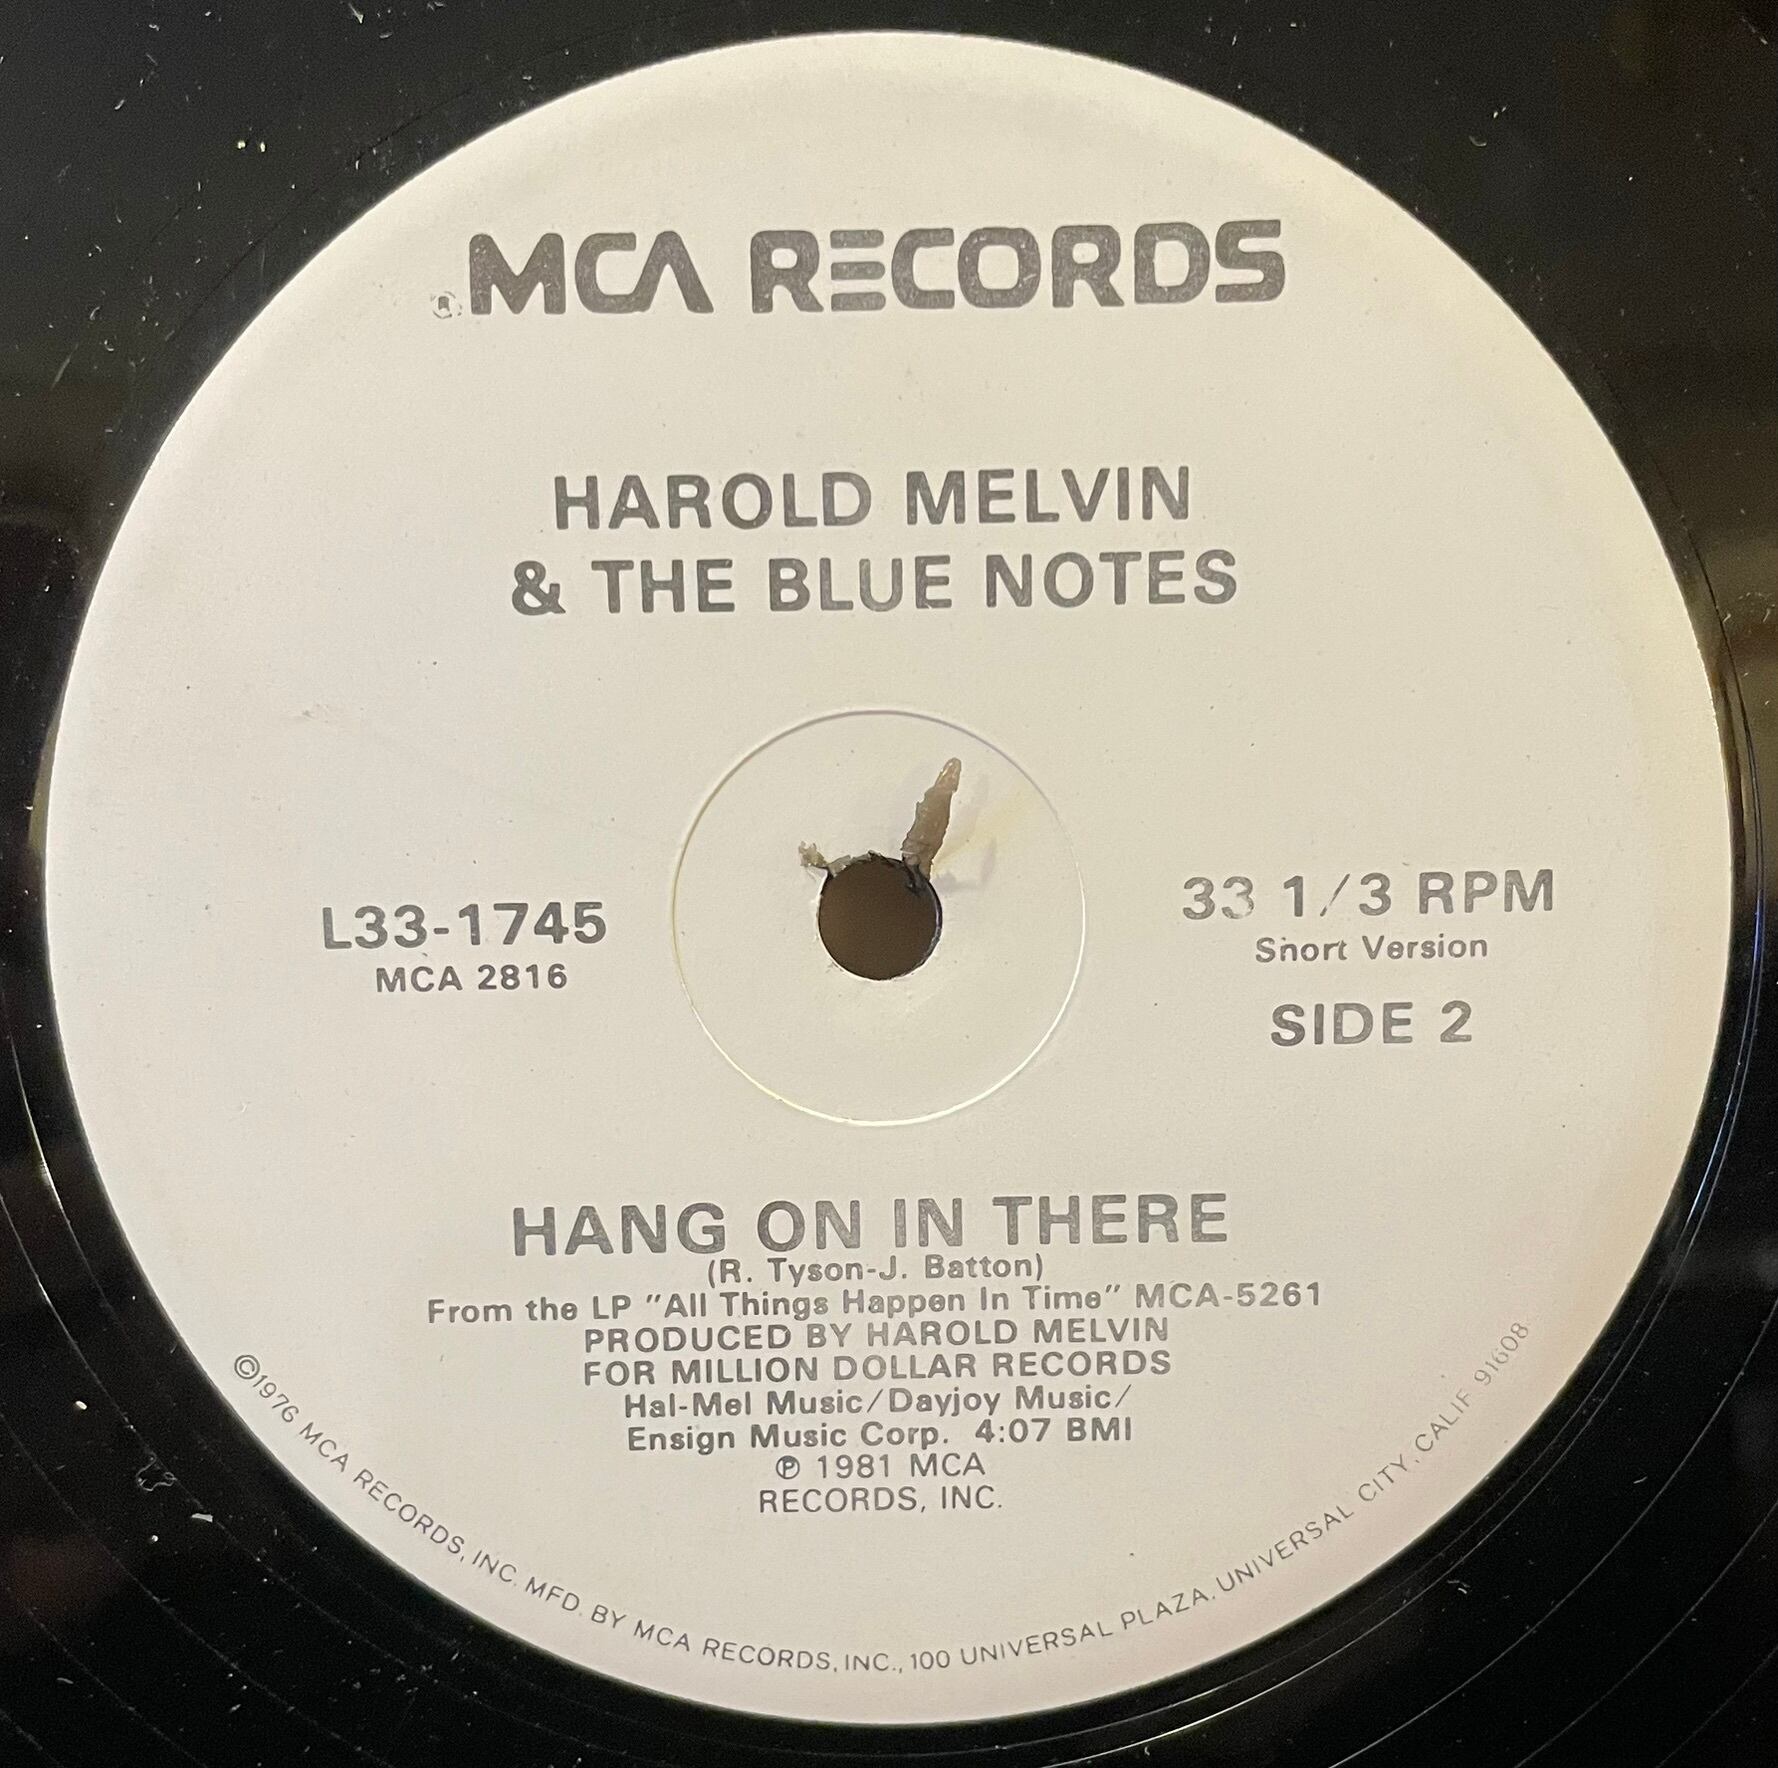 ® MCA RECORDS
HAROLD MELVIN
& THE BLUE NOTES
L33-1745
MCA 2816
33 1/3 RPM
Short Version
SIDE 2
HANG ON IN THERE
(R. Tyson-J. Batton)
From the LP "All Things Happen In Time" MCA-5261
PRODUCED BY HAROLD MELVIN
FOR MILLION DOLLAR RECORDS
Hal-Mel Music/Dayjoy Music/
Ensign Music Corp. 4:07 BMI
℗ 1981 MCA
RECORDS, INC.
©1976 MCA RECORDS, INC. MFD. BY MCA RECORDS, INC., 100 UNIVERSAL PLAZA, UNIVERSAL CITY, CALIF 91608